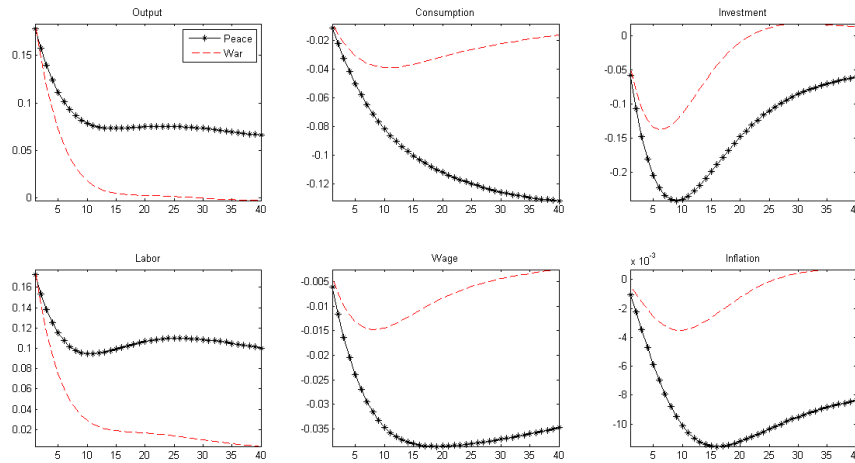 Output
Consumption
Investment
Peace
War
0.15
0.1
0.05
0
5 10 15 20 25 30 35 40
-0.02
-0.04
-0.06
-0.08
-0.1
-0.12
5 10 15 20 25 30 35 40
0
-0.05
-0.1
-0.15
-0.2
5 10 15 20 25 30 35 40
Labor
Wage
Inflation
0.16
0.14
0.12
0.1
0.08
0.06
0.04
0.02
5 10 15 20 25 30 35 40
-0.005
-0.01
-0.015
-0.02
-0.025
-0.03
-0.035
5 10 15 20 25 30 35 40
x 10-3
0
-2
-4
-6
-8
-10
5 10 15 20 25 30 35 40